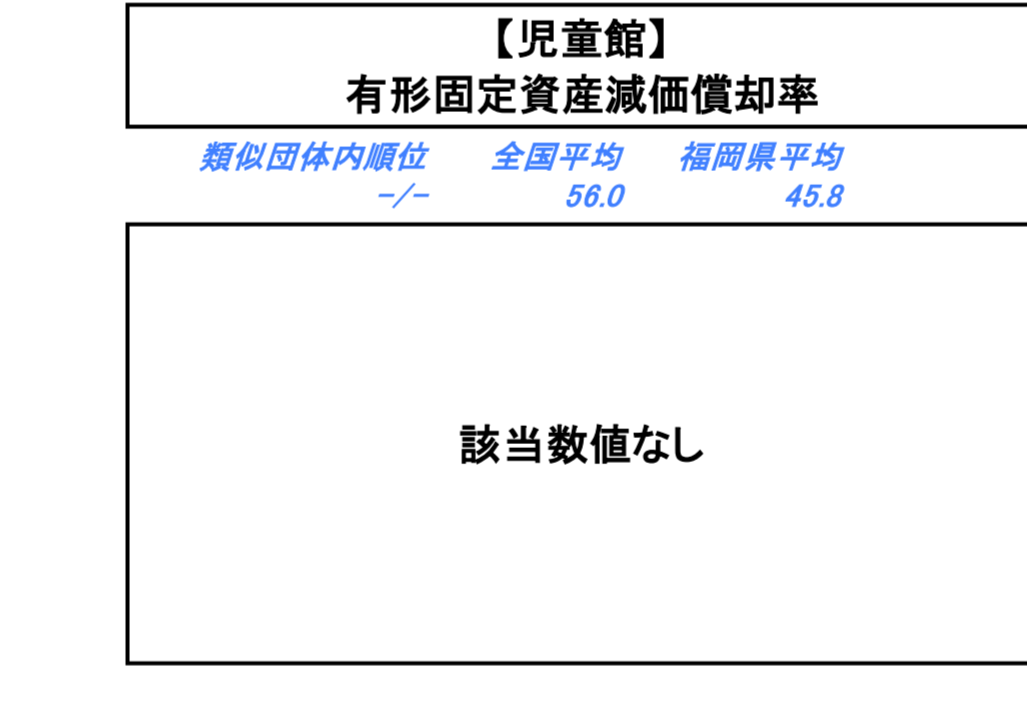 【児童館】
有形固定資産減価償却率
類似団体内順位 全国平均 福岡県平均
-/- 56.0 45.8
該当数値なし